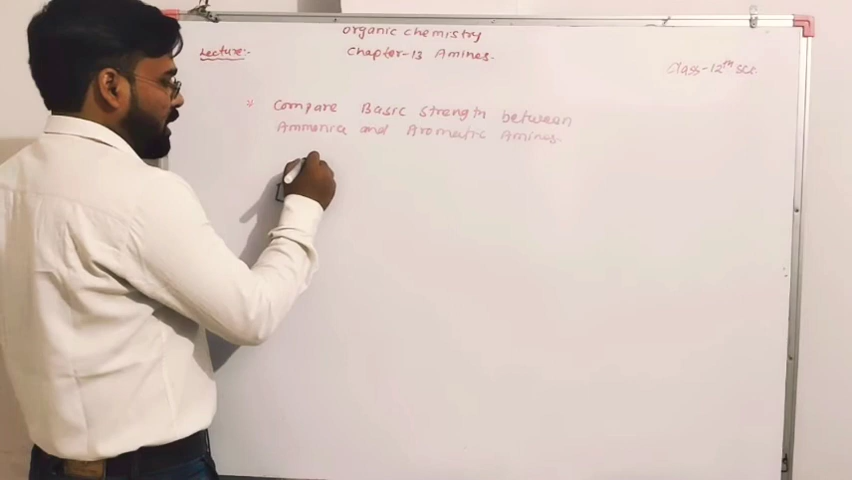 Organic chemistry
Lecture:-
Chapter-13 Amines.
Class-12th sci.
* Compare Basic Strength between
Ammonia and Aromatic Amines.